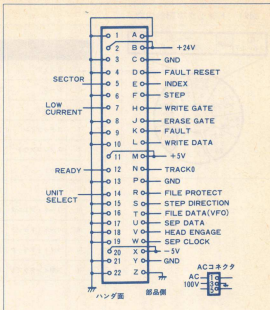 1 A
2 B +24V
3 C GND
4 D FAULT RESET
SECTOR 5 E INDEX
6 F STEP
LOW CURRENT 7 H WRITE GATE
8 J ERASE GATE
9 K FAULT
10 L WRITE DATA
11 M +5V
READY 12 N TRACK0
13 P GND
UNIT SELECT 14 R FILE PROTECT
15 S STEP DIRECTION
16 T FILE DATA(VFO)
17 U SEP DATA
18 V HEAD ENGAGE
19 W SEP CLOCK
20 X -5V
21 Y GND
22 Z
ACコネクタ
AC 100V
1
3
2
ハンダ面 部品側